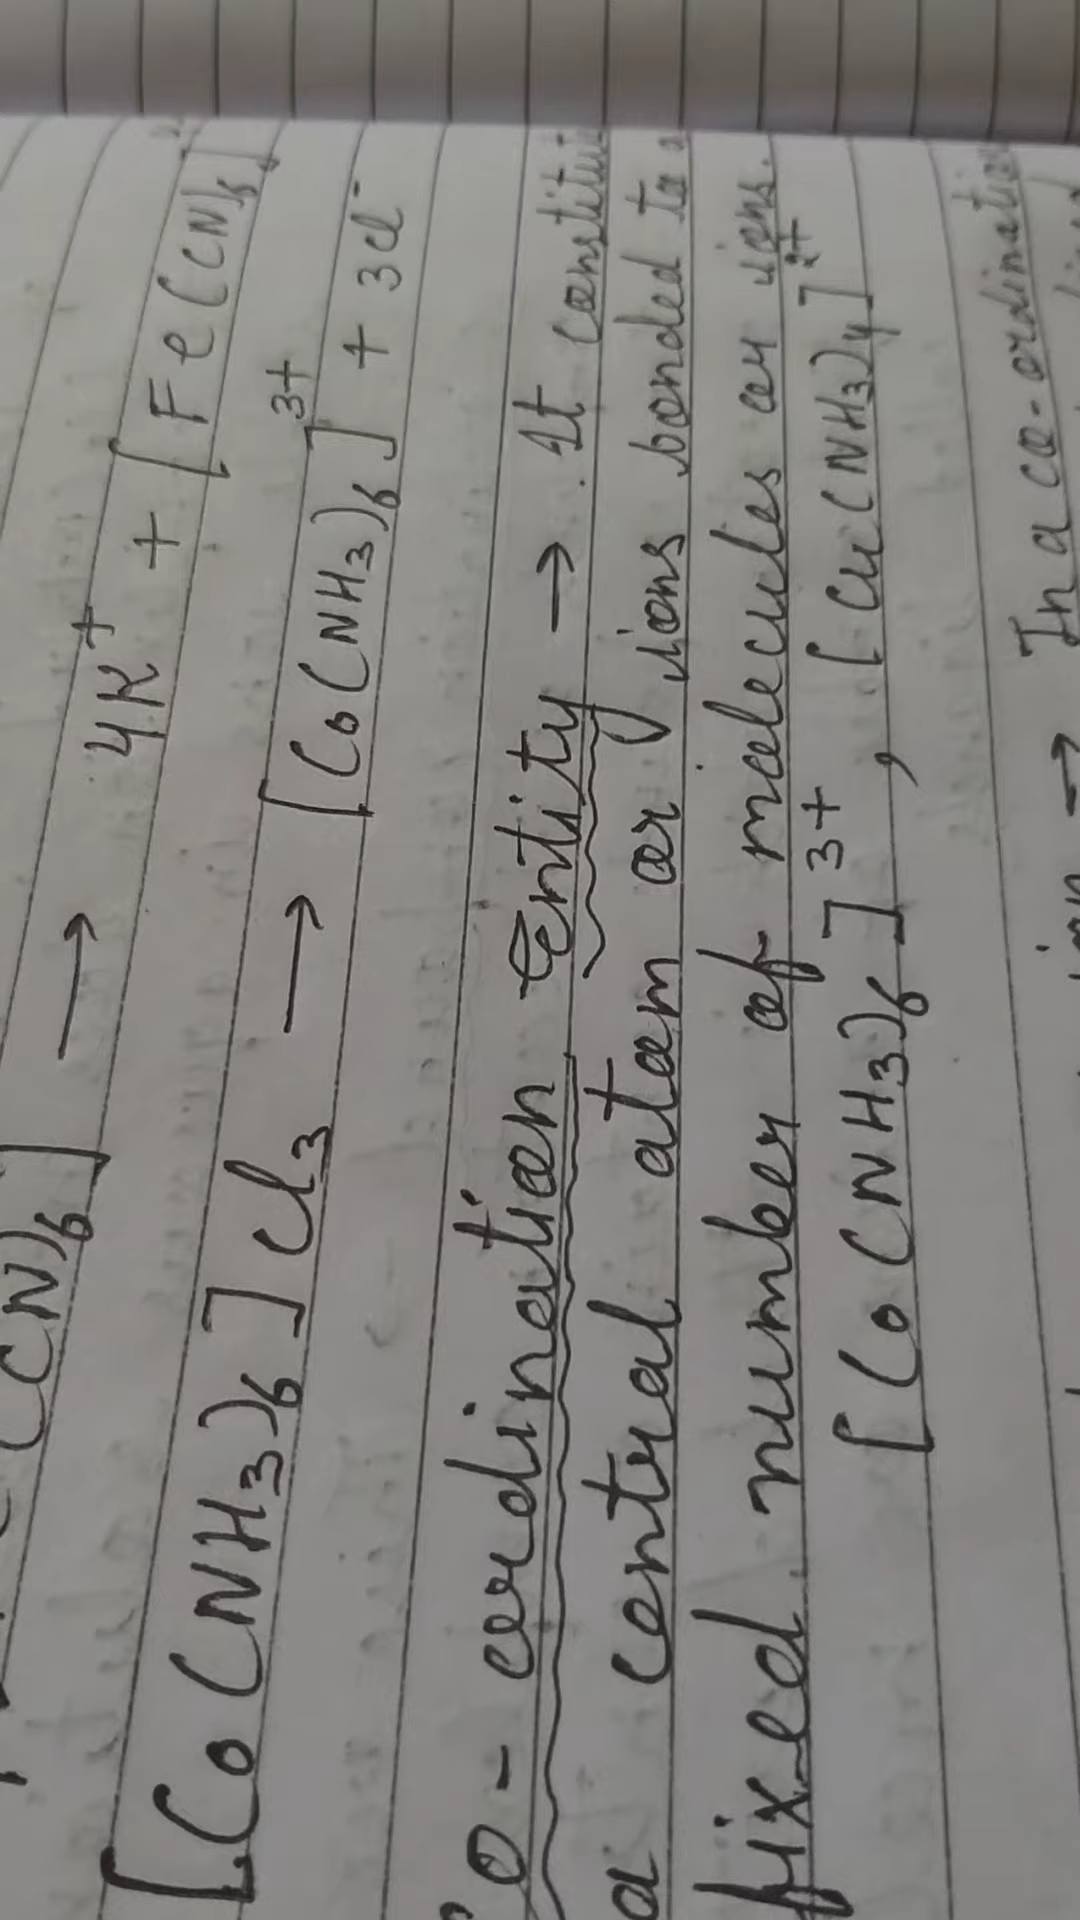 (CN)6] → 4K+ + [Fe(CN)6]
[Co(NH3)6]Cl3 → [Co(NH3)6]3+ + 3Cl-
Co-ordination Entity → It constitute
a central atom or ions bonded to a
fixed number of molecules or ions.
[Co(NH3)6]3+, [Cu(NH3)4]2+
→ In a co-ordination